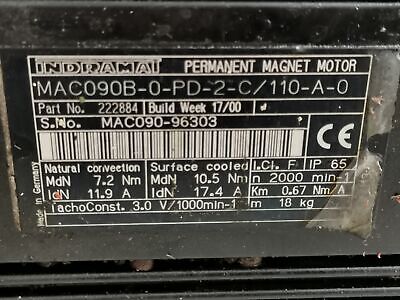 INDRAMAT PERMANENT MAGNET MOTOR
MAC090B-0-PD-2-C/110-A-0
Part No. 222884 Build Week 17/00
S.No. MAC090-96303
CE
Natural convection Surface cooled I.Cl. F IP 65
MdN 7.2 Nm MdN 10.5 Nm n 2000 min-1
IdN 11.9 A IdN 17.4 A Km 0.67 Nm/A
TachoConst. 3.0 V/1000min-1 m 18 kg
Made in Germany